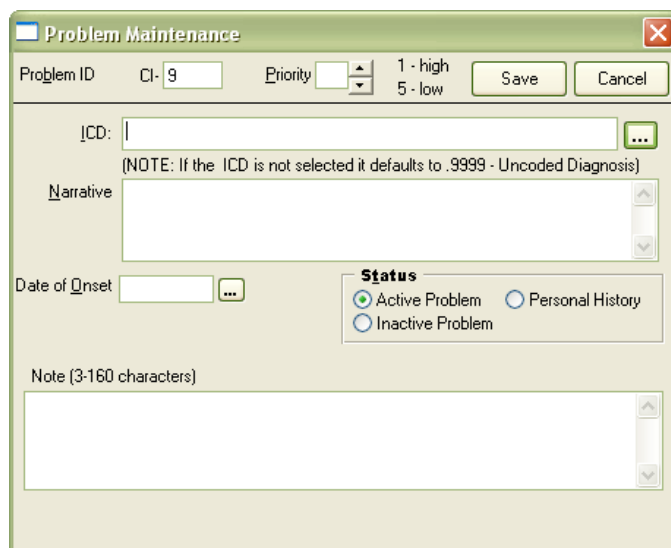 Problem Maintenance
Problem ID CI- 9 Priority 1 - high
5 - low Save Cancel
ICD: ...
(NOTE: If the ICD is not selected it defaults to .9999 - Uncoded Diagnosis)
Narrative
Date of Onset ...
Status
Active Problem Personal History
Inactive Problem
Note (3-160 characters)